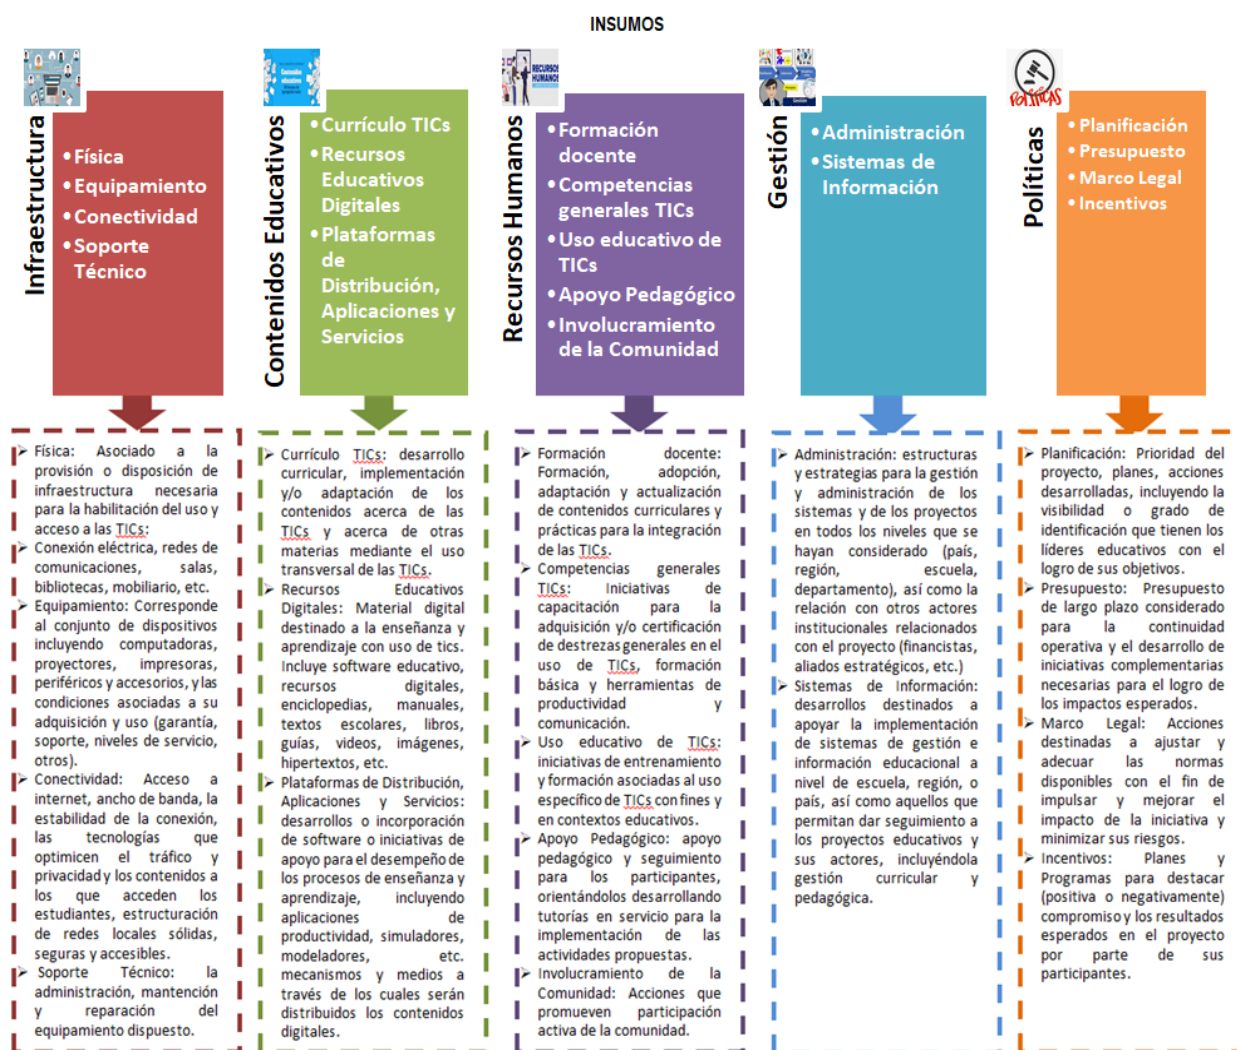 INSUMOS
Infraestructura
•Física
•Equipamiento
•Conectividad
•Soporte
Técnico
Contenidos Educativos
•Currículo TICs
•Recursos
Educativos
Digitales
•Plataformas
de
Distribución,
Aplicaciones y
Servicios
RECURSOS
HUMANOS
Recursos Humanos
•Formación
docente
•Competencias
generales TICs
•Uso educativo de
TICs
•Apoyo Pedagógico
•Involucramiento
de la Comunidad
Gestión
•Administración
•Sistemas de
Información
POLÍTICAS
Políticas
•Planificación
•Presupuesto
•Marco Legal
•Incentivos
➢ Física: Asociado a la
provisión o disposición de
infraestructura necesaria
para la habilitación del uso y
acceso a las TICs:
➢ Conexión eléctrica, redes de
comunicaciones, salas,
bibliotecas, mobiliario, etc.
➢ Equipamiento: Corresponde
al conjunto de dispositivos
incluyendo computadoras,
proyectores, impresoras,
periféricos y accesorios, y las
condiciones asociadas a su
adquisición y uso (garantía,
soporte, niveles de servicio,
otros).
➢ Conectividad: Acceso a
internet, ancho de banda, la
estabilidad de la conexión,
las tecnologías que
optimicen el tráfico y
privacidad y los contenidos a
los que acceden los
estudiantes, estructuración
de redes locales sólidas,
seguras y accesibles.
➢ Soporte Técnico: la
administración, mantención
y reparación del
equipamiento dispuesto.
➢ Currículo TICs: desarrollo
curricular, implementación
y/o adaptación de los
contenidos acerca de las
TICs y acerca de otras
materias mediante el uso
transversal de las TICs.
➢ Recursos Educativos
Digitales: Material digital
destinado a la enseñanza y
aprendizaje con uso de tics.
Incluye software educativo,
recursos digitales,
enciclopedias, manuales,
textos escolares, libros,
guías, videos, imágenes,
hipertextos, etc.
➢ Plataformas de Distribución,
Aplicaciones y Servicios:
desarrollos o incorporación
de software o iniciativas de
apoyo para el desempeño de
los procesos de enseñanza y
aprendizaje, incluyendo
aplicaciones de
productividad, simuladores,
modeladores, etc.
mecanismos y medios a
través de los cuales serán
distribuidos los contenidos
digitales.
➢ Formación docente:
Formación, adopción,
adaptación y actualización
de contenidos curriculares y
prácticas para la integración
de las TICs.
➢ Competencias generales
TICs: Iniciativas de
capacitación para la
adquisición y/o certificación
de destrezas generales en el
uso de TICs, formación
básica y herramientas de
productividad y
comunicación.
➢ Uso educativo de TICs:
iniciativas de entrenamiento
y formación asociadas al uso
específico de TICs con fines y
en contextos educativos.
➢ Apoyo Pedagógico: apoyo
pedagógico y seguimiento
para los participantes,
orientándolos desarrollando
tutorías en servicio para la
implementación de las
actividades propuestas.
➢ Involucramiento de la
Comunidad: Acciones que
promueven participación
activa de la comunidad.
➢ Administración: estructuras
y estrategias para la gestión
y administración de los
sistemas y de los proyectos
en todos los niveles que se
hayan considerado (país,
región, escuela,
departamento), así como la
relación con otros actores
institucionales relacionados
con el proyecto (financistas,
aliados estratégicos, etc.)
➢ Sistemas de Información:
desarrollos destinados a
apoyar la implementación
de sistemas de gestión e
información educacional a
nivel de escuela, región, o
país, así como aquellos que
permitan dar seguimiento a
los proyectos educativos y
sus actores, incluyéndola
gestión curricular y
pedagógica.
➢ Planificación: Prioridad del
proyecto, planes, acciones
desarrolladas, incluyendo la
visibilidad o grado de
identificación que tienen los
líderes educativos con el
logro de sus objetivos.
➢ Presupuesto: Presupuesto
de largo plazo considerado
para la continuidad
operativa y el desarrollo de
iniciativas complementarias
necesarias para el logro de
los impactos esperados.
➢ Marco Legal: Acciones
destinadas a ajustar y
adecuar las normas
disponibles con el fin de
impulsar y mejorar el
impacto de la iniciativa y
minimizar sus riesgos.
➢ Incentivos: Planes y
Programas para destacar
(positiva o negativamente)
compromiso y los resultados
esperados en el proyecto
por parte de sus
participantes.